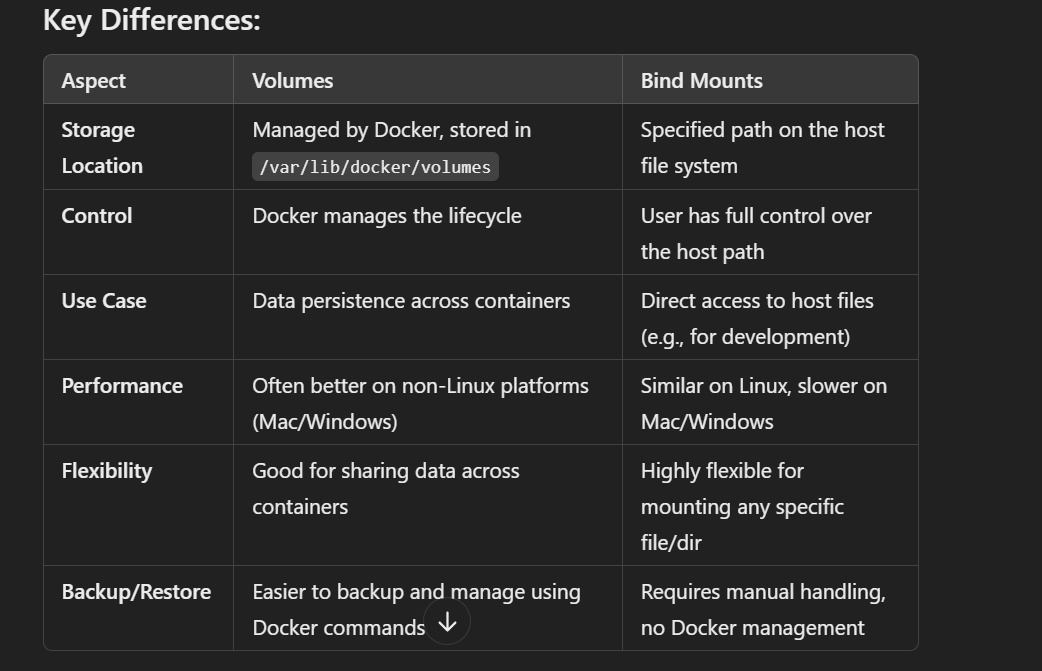 Key Differences:
Aspect Volumes Bind Mounts
Storage Location Managed by Docker, stored in /var/lib/docker/volumes Specified path on the host file system
Control Docker manages the lifecycle User has full control over the host path
Use Case Data persistence across containers Direct access to host files (e.g., for development)
Performance Often better on non-Linux platforms (Mac/Windows) Similar on Linux, slower on Mac/Windows
Flexibility Good for sharing data across containers Highly flexible for mounting any specific file/dir
Backup/Restore Easier to backup and manage using Docker commands Requires manual handling, no Docker management